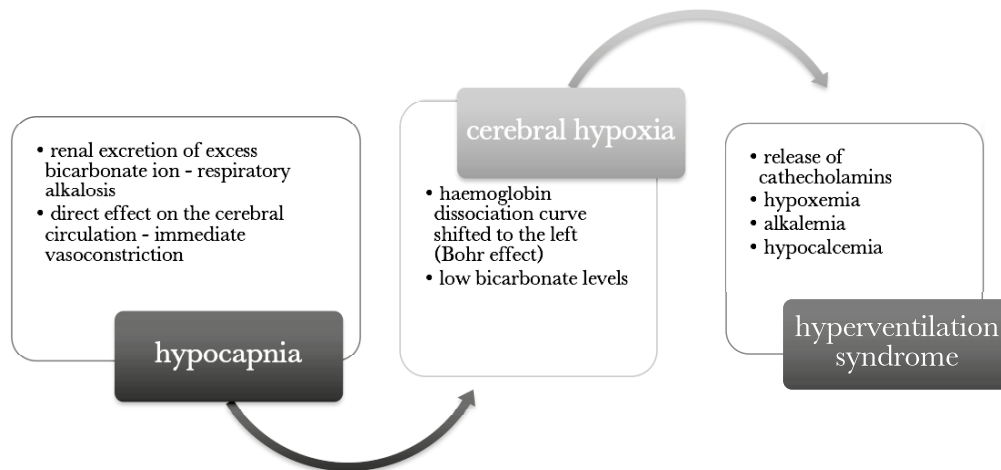 • renal excretion of excess
bicarbonate ion - respiratory
alkalosis
• direct effect on the cerebral
circulation - immediate
vasoconstriction
hypocapnia
cerebral hypoxia
• haemoglobin
dissociation curve
shifted to the left
(Bohr effect)
• low bicarbonate levels
• release of
cathecholamins
• hypoxemia
• alkalemia
• hypocalcemia
hyperventilation
syndrome